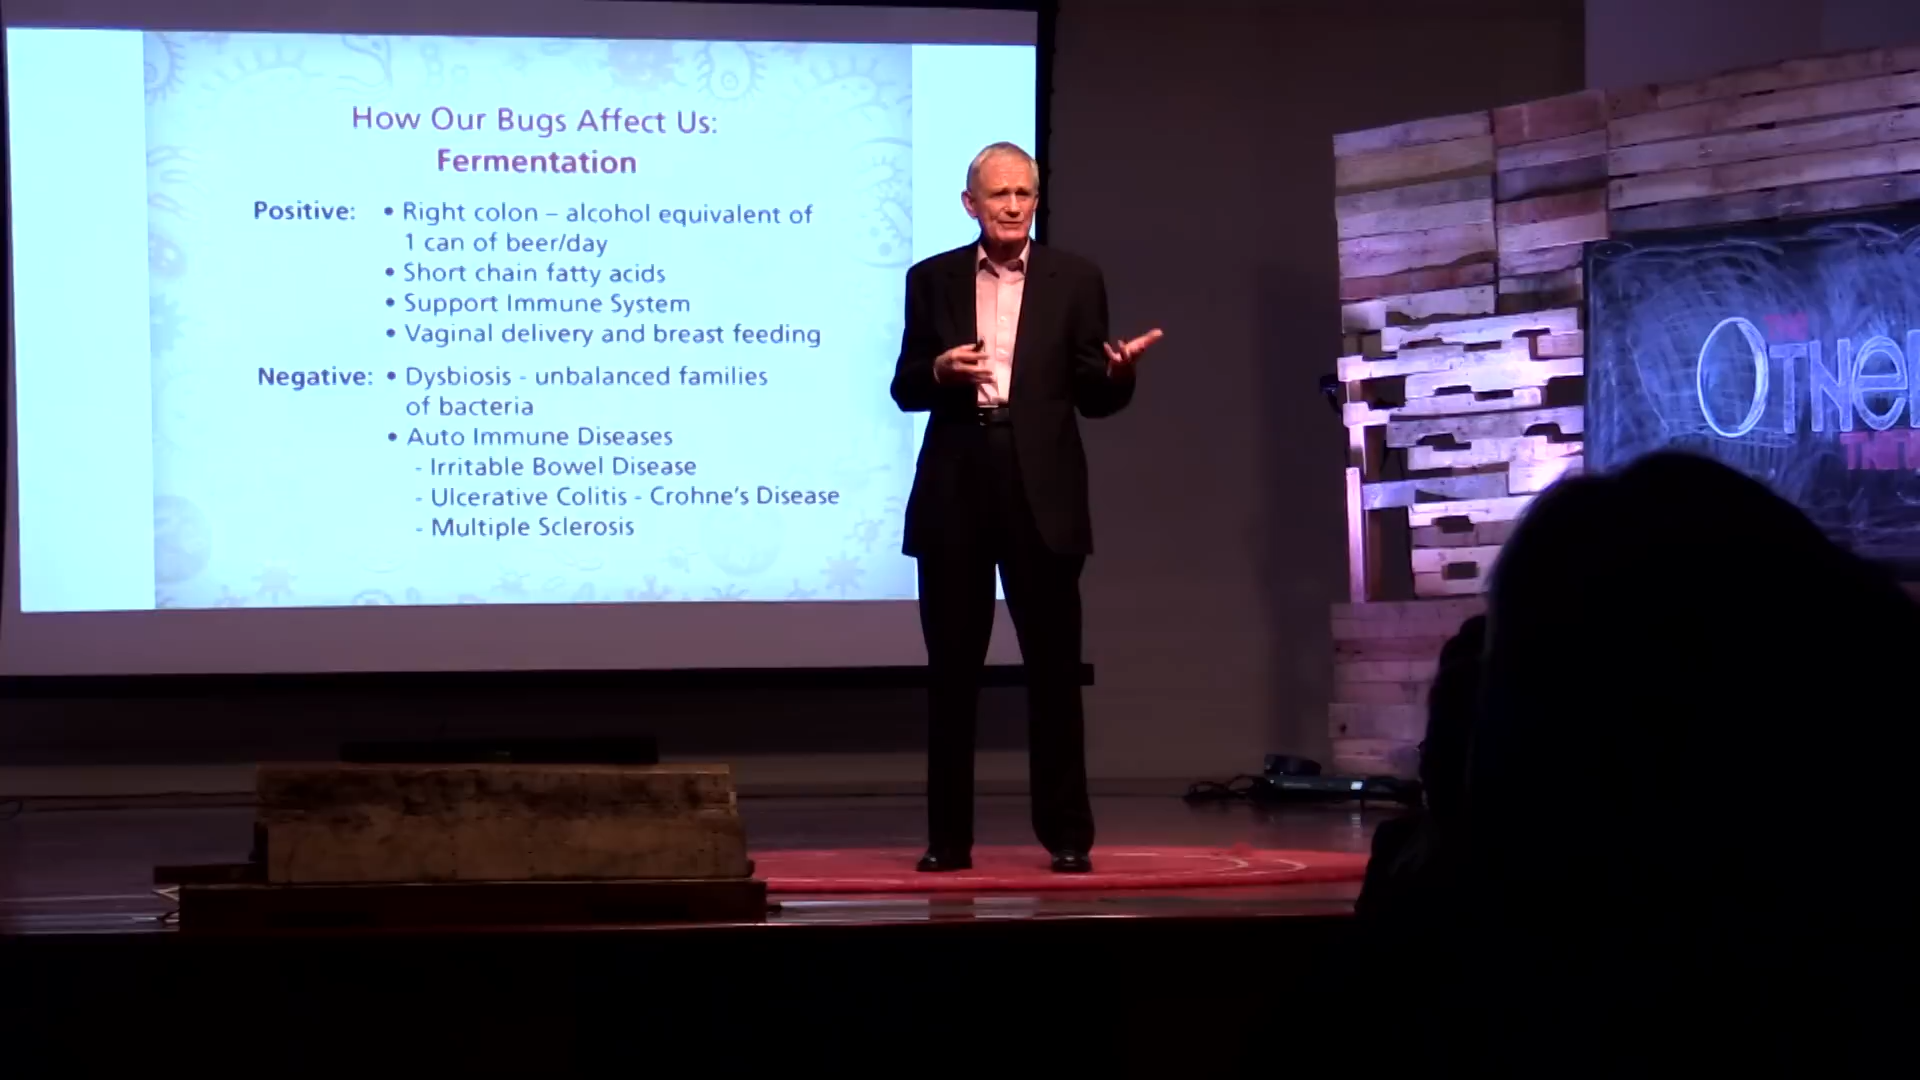 How Our Bugs Affect Us:
Fermentation
Positive: • Right colon – alcohol equivalent of
1 can of beer/day
• Short chain fatty acids
• Support Immune System
• Vaginal delivery and breast feeding
Negative: • Dysbiosis - unbalanced families
of bacteria
• Auto Immune Diseases
- Irritable Bowel Disease
- Ulcerative Colitis - Crohne's Disease
- Multiple Sclerosis
THE
OTHER